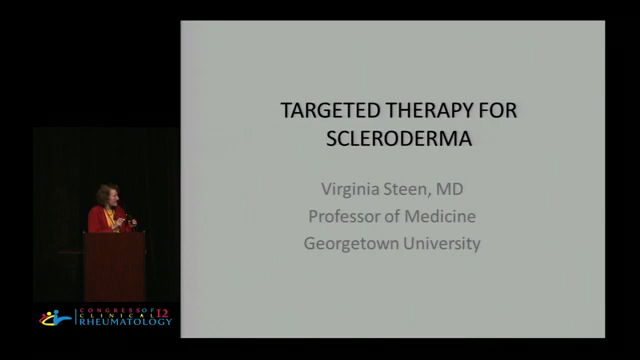 TARGETED THERAPY FOR
SCLERODERMA
Virginia Steen, MD
Professor of Medicine
Georgetown University
CONGRESS OF
CLINICAL 12
RHEUMATOLOGY